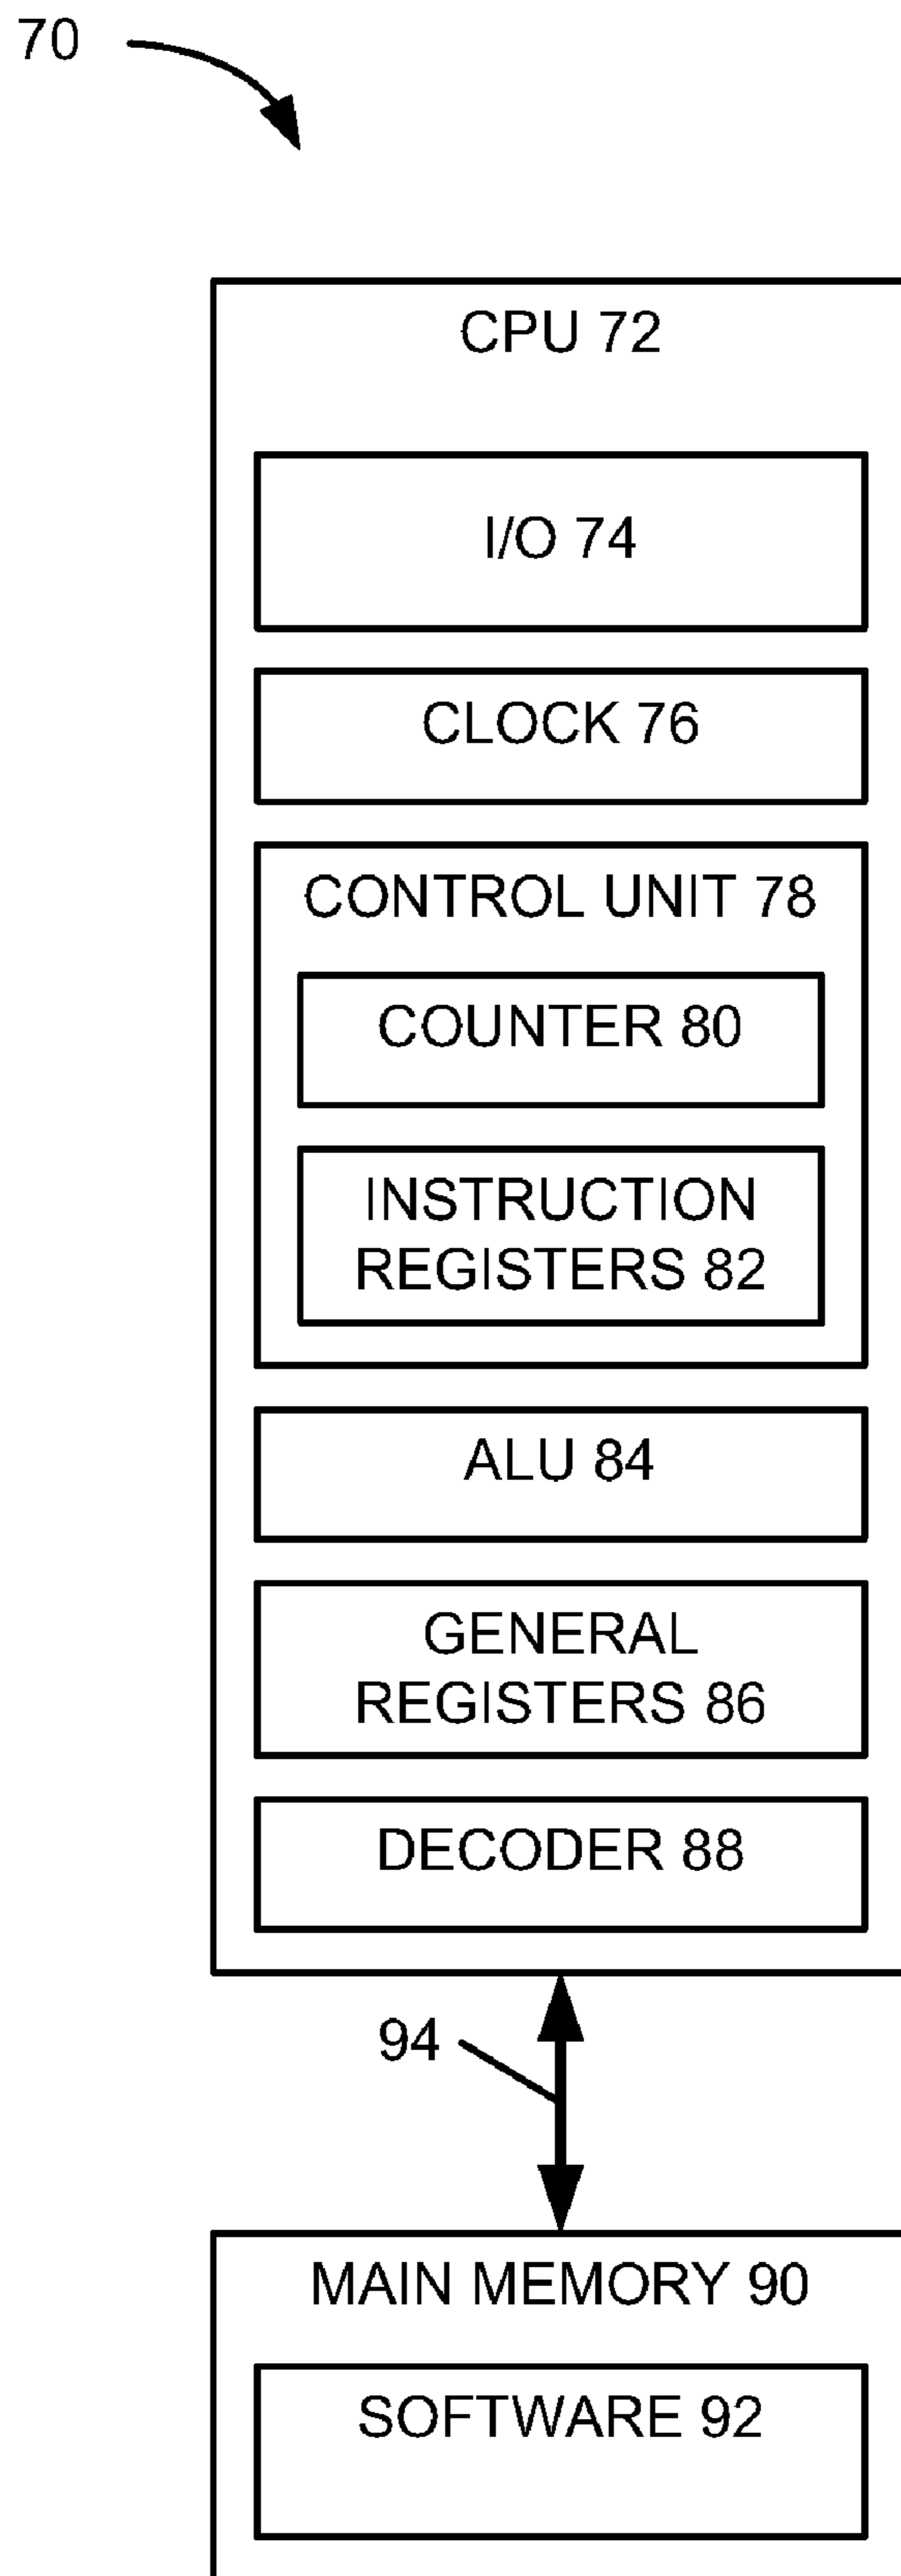 70
CPU 72
I/O 74
CLOCK 76
CONTROL UNIT 78
COUNTER 80
INSTRUCTION
REGISTERS 82
ALU 84
GENERAL
REGISTERS 86
DECODER 88
94
MAIN MEMORY 90
SOFTWARE 92